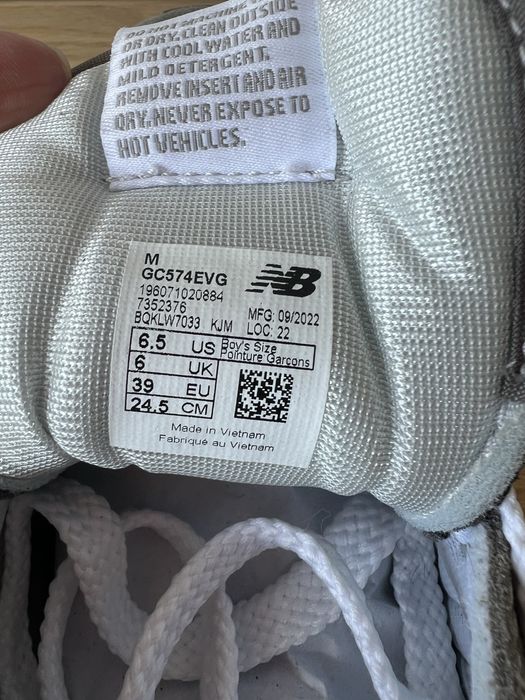 DO NOT MACHINE
OR DRY. CLEAN OUTSIDE
WITH COOL WATER AND
MILD DETERGENT.
REMOVE INSERT AND AIR
DRY. NEVER EXPOSE TO
HOT VEHICLES.
M
GC574EVG
NB
196071020884
7352376
MFG: 09/2022
BQKLW7033 KJM
LOC: 22
6.5 US
Boy's Size
Pointure Garcons
6 UK
39 EU
24.5 CM
Made in Vietnam
Fabriqué au Vietnam